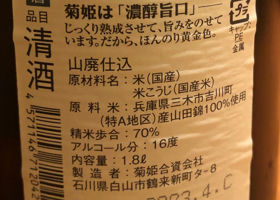 菊姫は「濃醇旨口」━━
じっくり熟成させて、旨みをのせて
います。だから、ほんのり黄金色。
山廃仕込
原材料名:米(国産)
米こうじ(国産米)
原料米:兵庫県三木市吉川町
(特A地区)産山田錦100%使用
精米歩合:70%
アルコール分:16度
内容量:1.8ℓ
製造者:菊姫合資会社
石川県白山市鶴来新町タ-8
品目
清酒
プラ
キャップ:
PE
金属